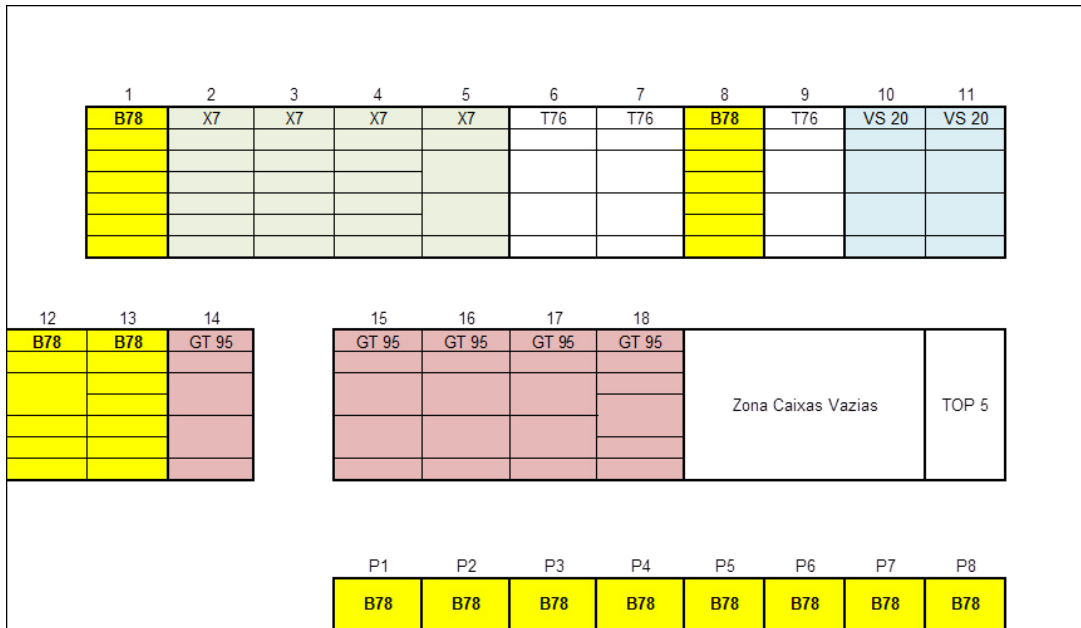 1 2 3 4 5 6 7 8 9 10 11
B78 X7 X7 X7 X7 T76 T76 B78 T76 VS 20 VS 20
12 13 14 15 16 17 18
B78 B78 GT 95 GT 95 GT 95 GT 95 GT 95
Zona Caixas Vazias TOP 5
P1 P2 P3 P4 P5 P6 P7 P8
B78 B78 B78 B78 B78 B78 B78 B78